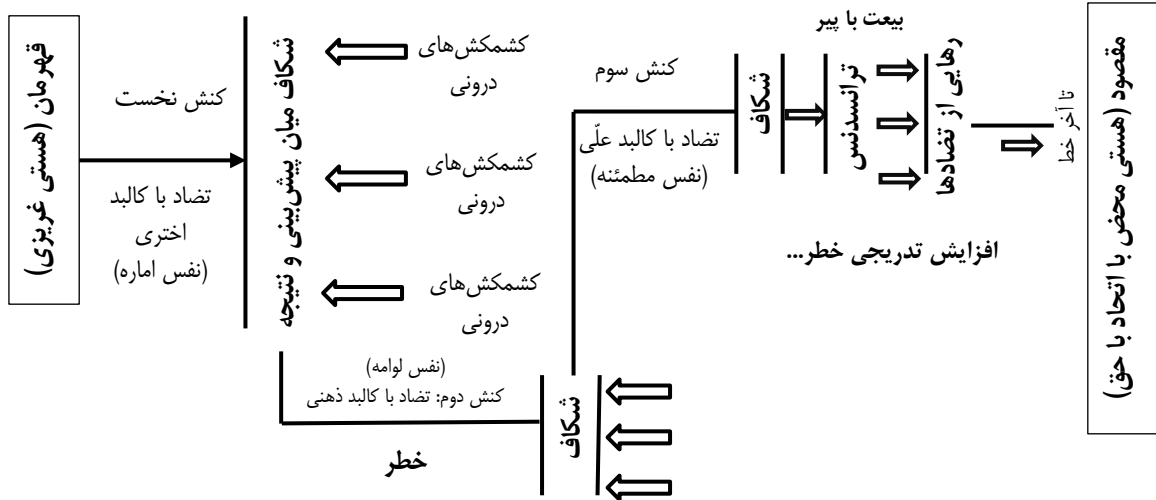 قهرمان (هستی غریزی)
کنش نخست
تضاد با کالبد
اختری
(نفس اماره)
شکاف میان پیش‌بینی و نتیجه
کشمکش‌های
درونی
کشمکش‌های
درونی
کشمکش‌های
درونی
(نفس لوامه)
کنش دوم: تضاد با کالبد ذهنی
خطر
شکاف
کنش سوم
تضاد با کالبد علّی
(نفس مطمئنه)
شکاف
بیعت با پیر
ترانسدنس
رهایی از تضادها
افزایش تدریجی خطر...
تا آخر
خط
مقصود (هستی محض با اتحاد با حق)